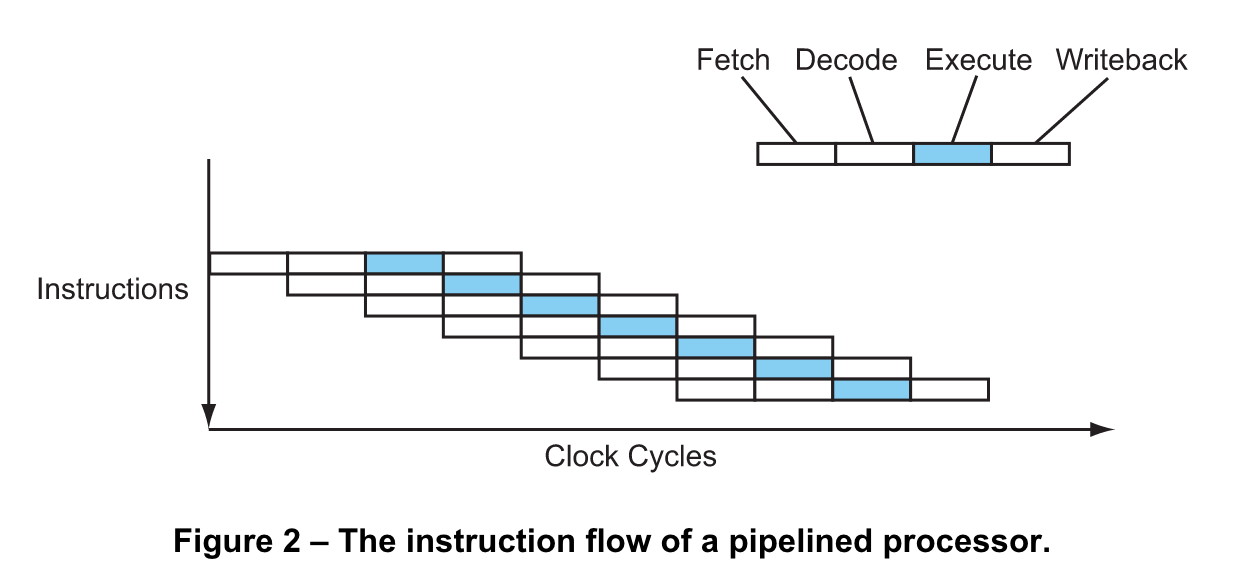 Fetch Decode Execute Writeback
Instructions
Clock Cycles
Figure 2 – The instruction flow of a pipelined processor.